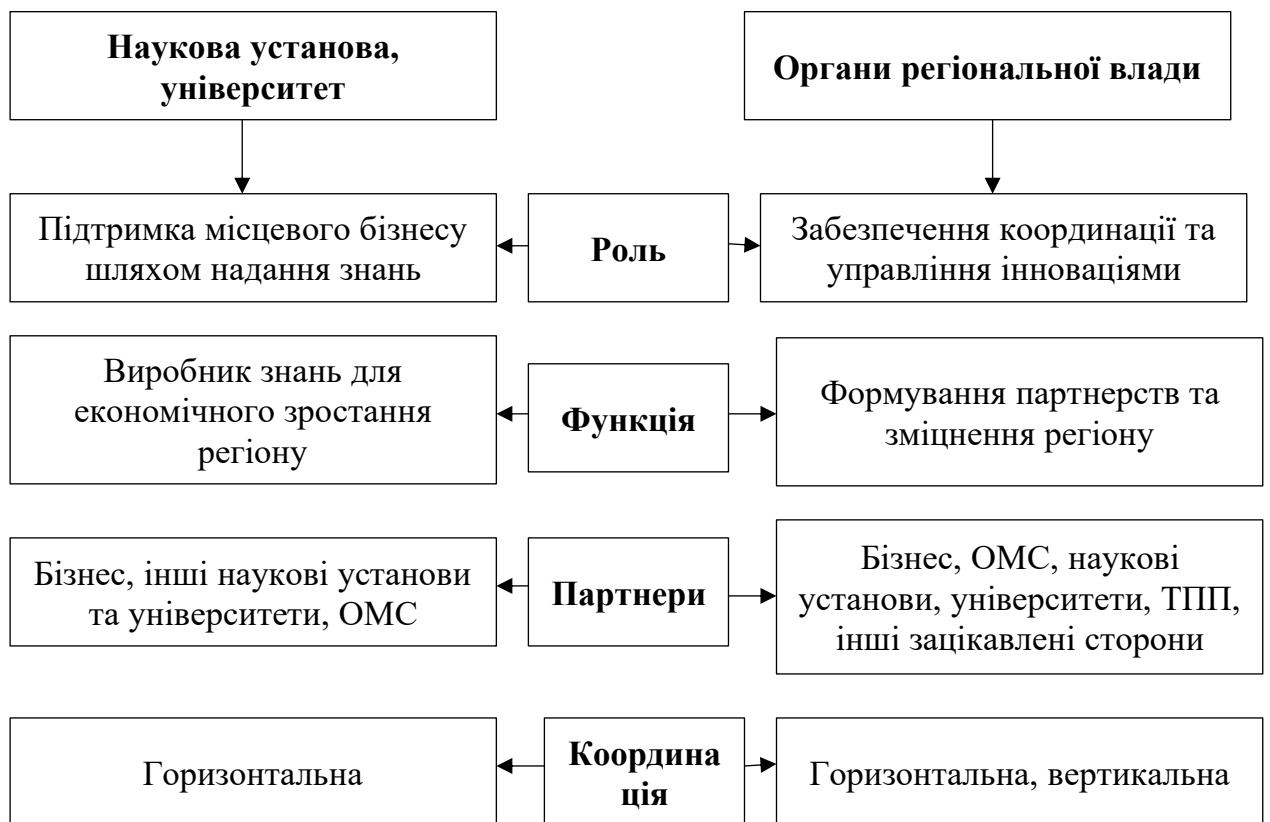 Наукова установа,
університет
Органи регіональної влади
Підтримка місцевого бізнесу
шляхом надання знань
Роль
Забезпечення координації та
управління інноваціями
Виробник знань для
економічного зростання
регіону
Функція
Формування партнерств та
зміцнення регіону
Бізнес, інші наукові установи
та університети, ОМС
Партнери
Бізнес, ОМС, наукові
установи, університети, ТПП,
інші зацікавлені сторони
Горизонтальна
Координа
ція
Горизонтальна, вертикальна